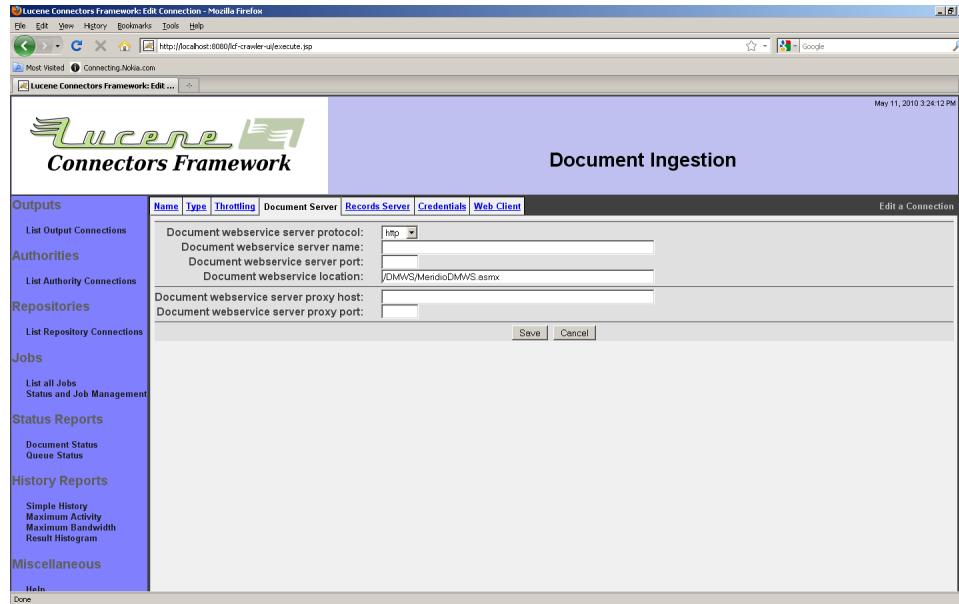 Lucene Connectors Framework: Edit Connection - Mozilla Firefox
File Edit View History Bookmarks Tools Help
http://localhost:8080/lcf-crawler-ui/execute.jsp
Google
Most Visited Connecting.Nokia.com
Lucene Connectors Framework: Edit ...
May 11, 2010 3:24:12 PM
Lucene
Connectors Framework
Document Ingestion
Outputs
List Output Connections
Authorities
List Authority Connections
Repositories
List Repository Connections
Jobs
List all Jobs
Status and Job Management
Status Reports
Document Status
Queue Status
History Reports
Simple History
Maximum Activity
Maximum Bandwidth
Result Histogram
Miscellaneous
Help
Name Type Throttling Document Server Records Server Credentials Web Client
Edit a Connection
Document webservice server protocol: http
Document webservice server name:
Document webservice server port:
Document webservice location: /DMWS/MeridioDMWS.asmx
Document webservice server proxy host:
Document webservice server proxy port:
Save Cancel
Done